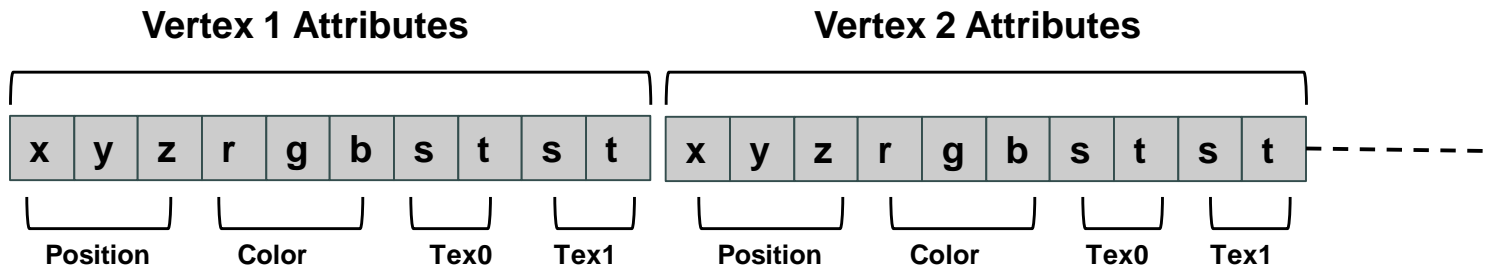 Vertex 1 Attributes Vertex 2 Attributes
x y z r g b s t s t x y z r g b s t s t
Position Color Tex0 Tex1 Position Color Tex0 Tex1